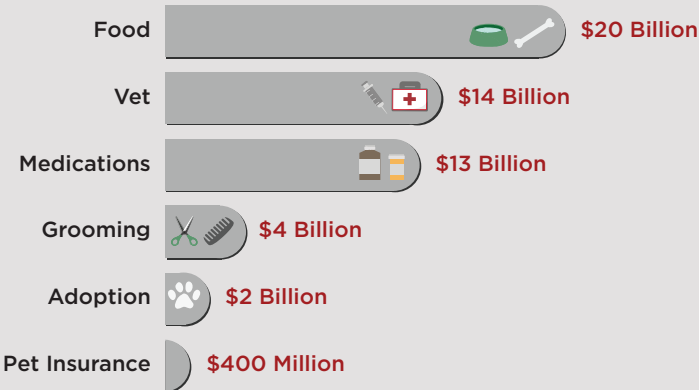 Food $20 Billion
Vet $14 Billion
Medications $13 Billion
Grooming $4 Billion
Adoption $2 Billion
Pet Insurance $400 Million